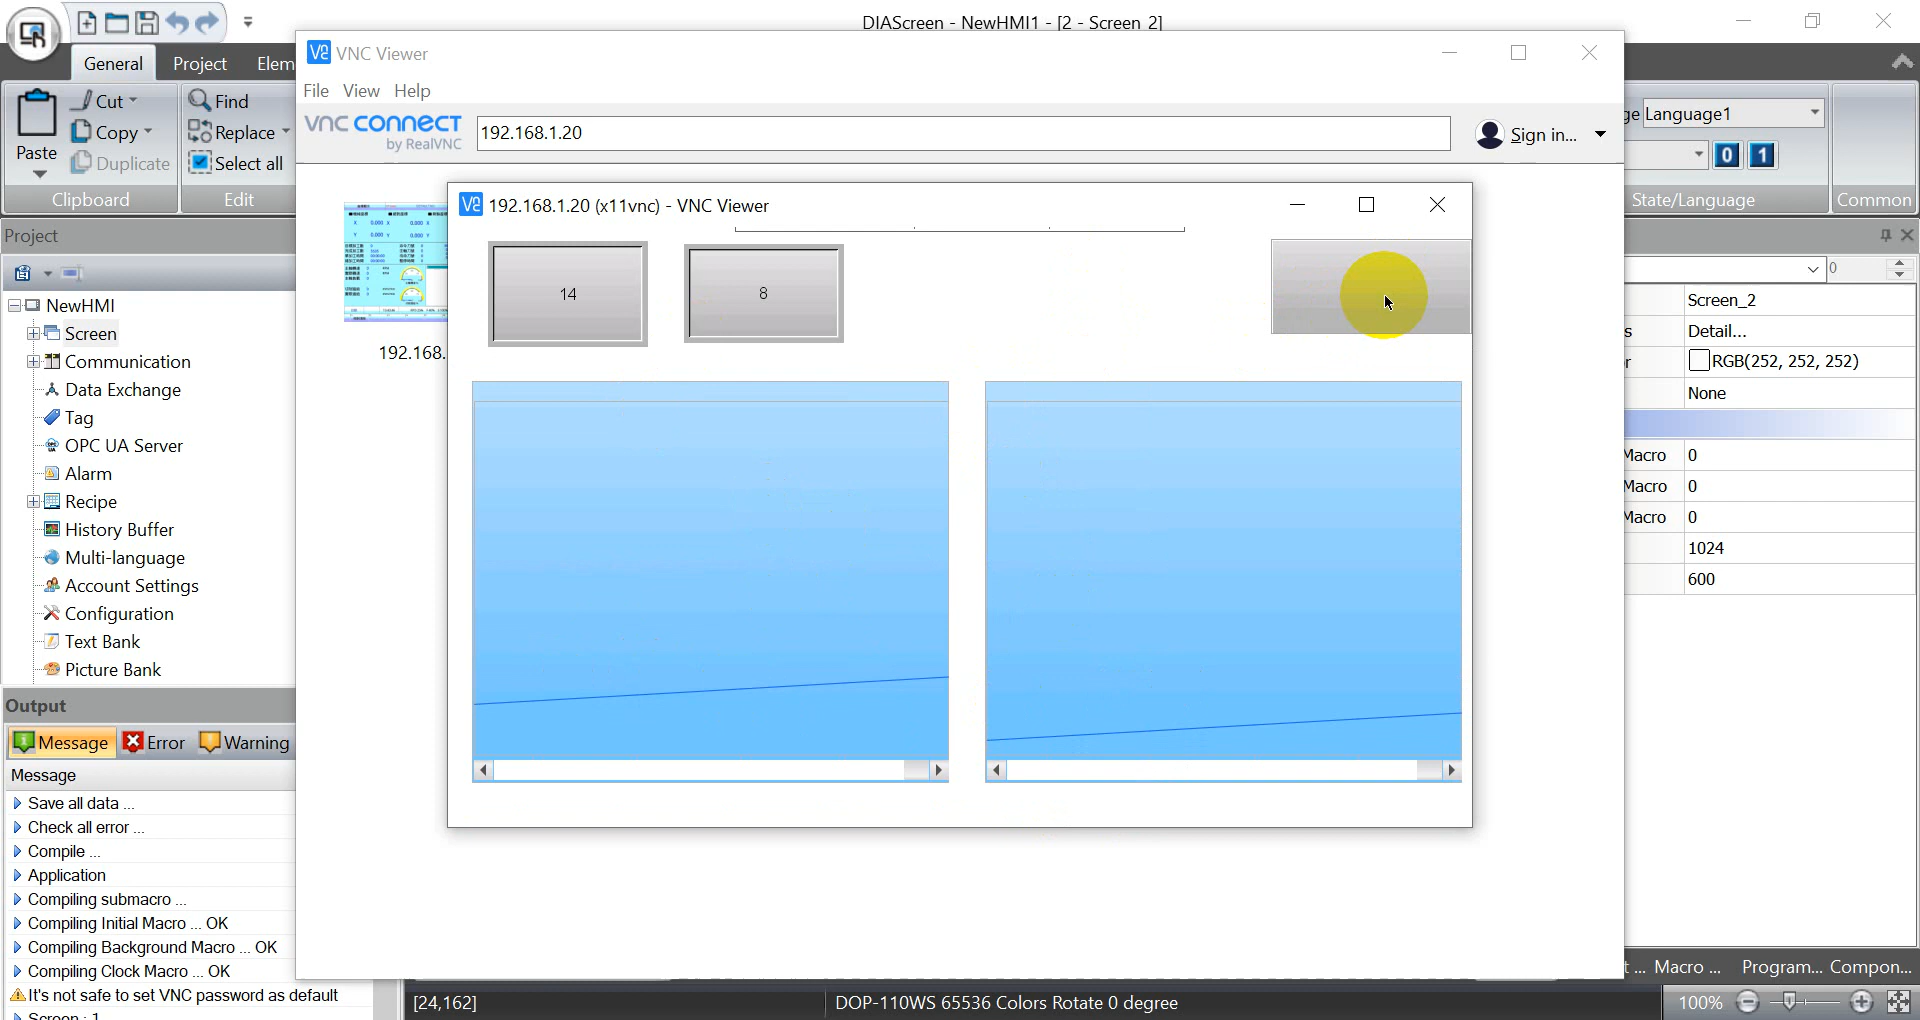 DIAScreen - NewHMI1 - [2 - Screen_2]
General
Project
Elem
Paste
Cut
Copy
Duplicate
Clipboard
Find
Replace
Select all
Edit
VNC Viewer
File View Help
vnc connect
by RealVNC
192.168.1.20
Sign in...
ge Language1
0 1
State/Language
Common
192.168.
192.168.1.20 (x11vnc) - VNC Viewer
14
8
Project
NewHMI
Screen
Communication
Data Exchange
Tag
OPC UA Server
Alarm
Recipe
History Buffer
Multi-language
Account Settings
Configuration
Text Bank
Picture Bank
0
Screen_2
s Detail...
r RGB(252, 252, 252)
None
Macro 0
Macro 0
Macro 0
1024
600
Output
Message Error Warning
Message
Save all data ...
Check all error ...
Compile ...
Application
Compiling submacro ...
Compiling Initial Macro ... OK
Compiling Background Macro ... OK
Compiling Clock Macro ... OK
It's not safe to set VNC password as default
Screen : 1
t ... Macro ... Program... Compon...
[24,162]
DOP-110WS 65536 Colors Rotate 0 degree
100%